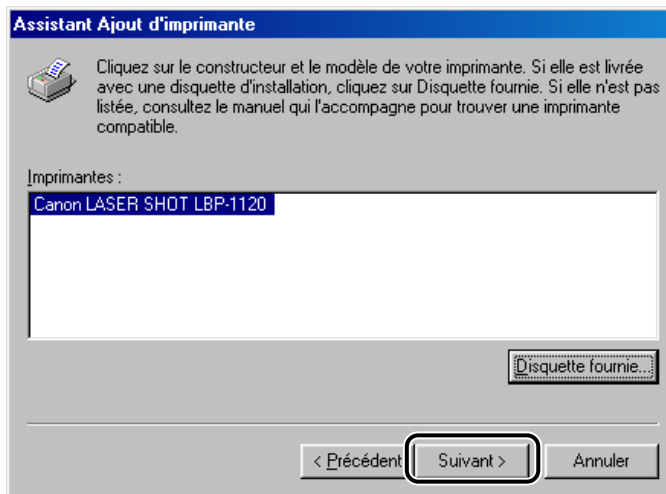 Assistant Ajout d'imprimante
Cliquez sur le constructeur et le modèle de votre imprimante. Si elle est livrée
avec une disquette d'installation, cliquez sur Disquette fournie. Si elle n'est pas
listée, consultez le manuel qui l'accompagne pour trouver une imprimante
compatible.
Imprimantes :
Canon LASER SHOT LBP-1120
Disquette fournie...
< Précédent Suivant > Annuler